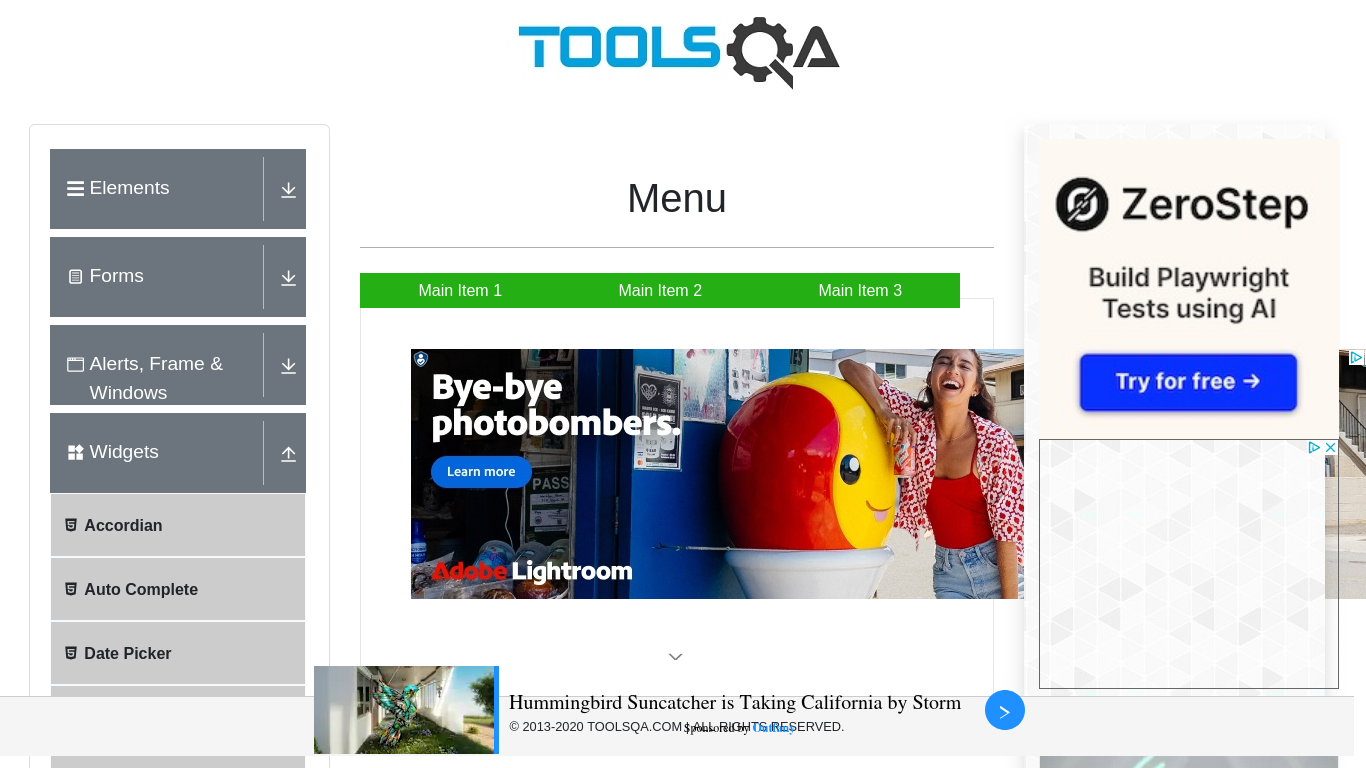 TOOLSQA
Elements
Forms
Alerts, Frame &
Windows
Widgets
Accordian
Auto Complete
Date Picker
Menu
Main Item 1
Main Item 2
Main Item 3
Bye-bye
photobombers.
Learn more
PASS
Adobe Lightroom
ZeroStep
Build Playwright
Tests using AI
Try for free →
Hummingbird Suncatcher is Taking California by Storm
© 2013-2020 TOOLSQA.COM | ALL RIGHTS RESERVED.
Sponsored by